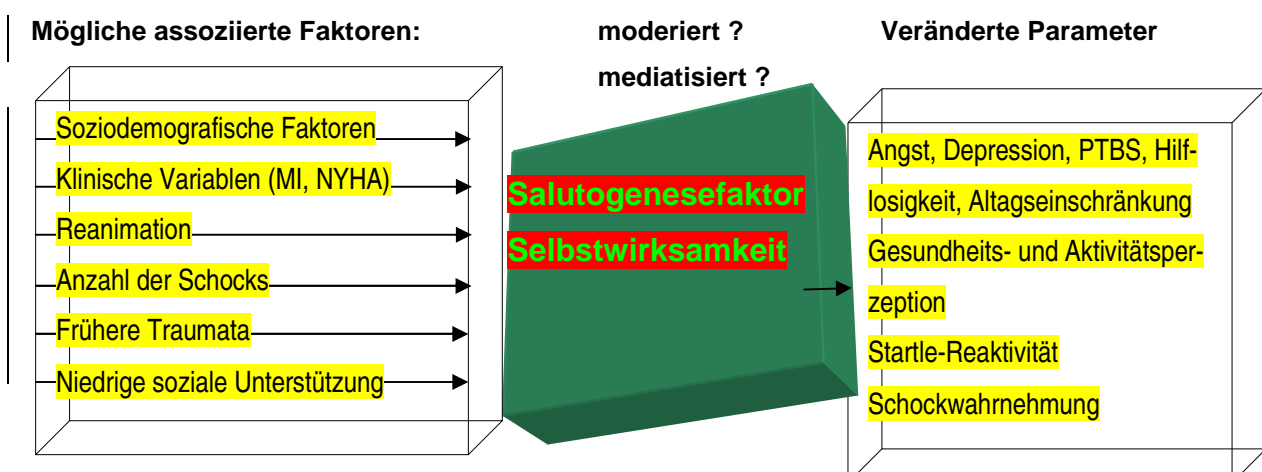 Mögliche assoziierte Faktoren:
moderiert ?
mediatisiert ?
Veränderte Parameter
Soziodemografische Faktoren
Klinische Variablen (MI, NYHA)
Reanimation
Anzahl der Schocks
Frühere Traumata
Niedrige soziale Unterstützung
Salutogenesefaktor
Selbstwirksamkeit
Angst, Depression, PTBS, Hilf-
losigkeit, Altagseinschränkung
Gesundheits- und Aktivitätsper-
zeption
Startle-Reaktivität
Schockwahrnehmung